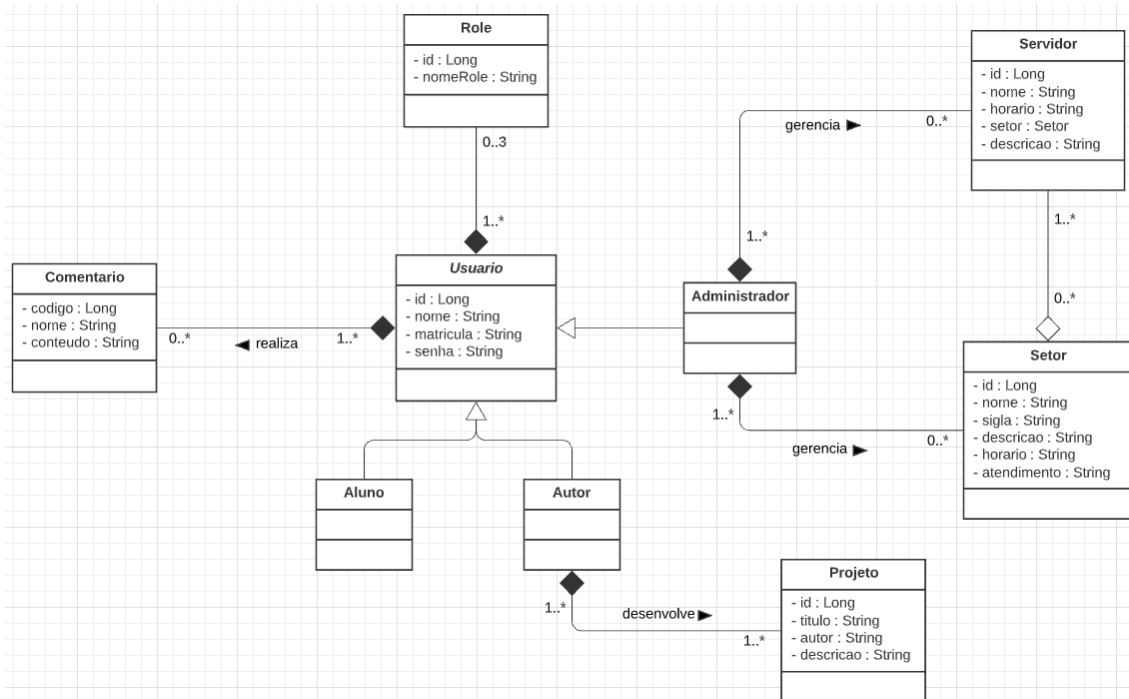 Role
- id : Long
- nomeRole : String
0..3
1..*
Servidor
- id : Long
- nome : String
- horario : String
- setor : Setor
- descricao : String
gerencia ►
0..*
1..*
1..*
0..*
Comentario
- codigo : Long
- nome : String
- conteudo : String
0..*
◄ realiza
1..*
Usuario
- id : Long
- nome : String
- matricula : String
- senha : String
Administrador
1..*
gerencia ►
0..*
Setor
- id : Long
- nome : String
- sigla : String
- descricao : String
- horario : String
- atendimento : String
Aluno
Autor
1..*
desenvolve ►
1..*
Projeto
- id : Long
- titulo : String
- autor : String
- descricao : String